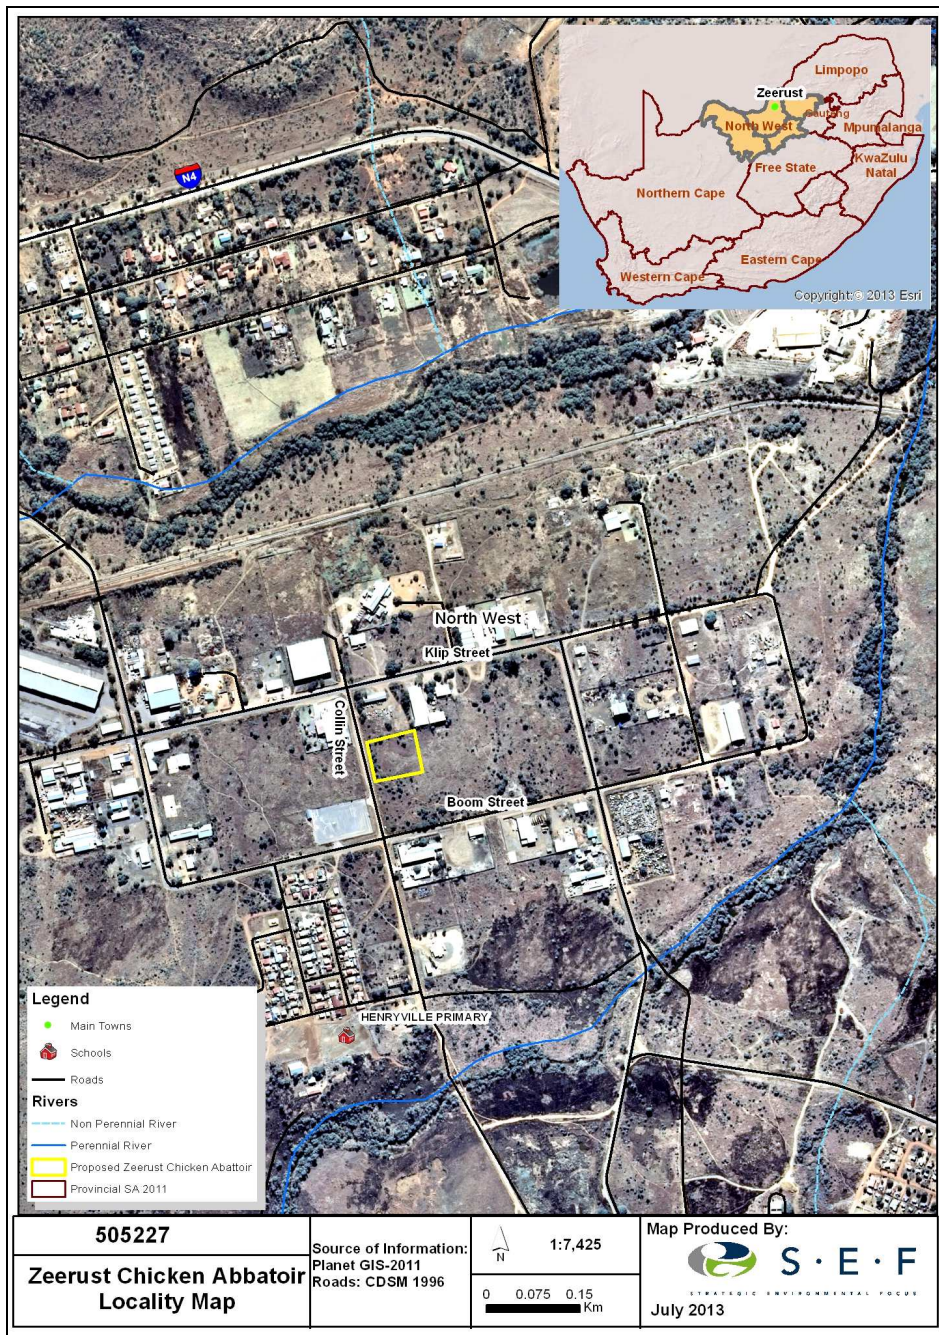 N4
Limpopo
Zeerust
Gauteng
North West
Mpumalanga
KwaZulu
Natal
Free State
Northern Cape
Eastern Cape
Western Cape
Copyright:© 2013 Esri
North West
Klip Street
Collin Street
Boom Street
HENRYVILLE PRIMARY
Legend
Main Towns
Schools
Roads
Rivers
Non Perennial River
Perennial River
Proposed Zeerust Chicken Abattoir
Provincial SA 2011
505227
Zeerust Chicken Abbatoir
Locality Map
Source of Information:
Planet GIS-2011
Roads: CDSM 1996
N
1:7,425
0 0.075 0.15
Km
Map Produced By:
S·E·F
STRATEGIC ENVIRONMENTAL FOCUS
July 2013